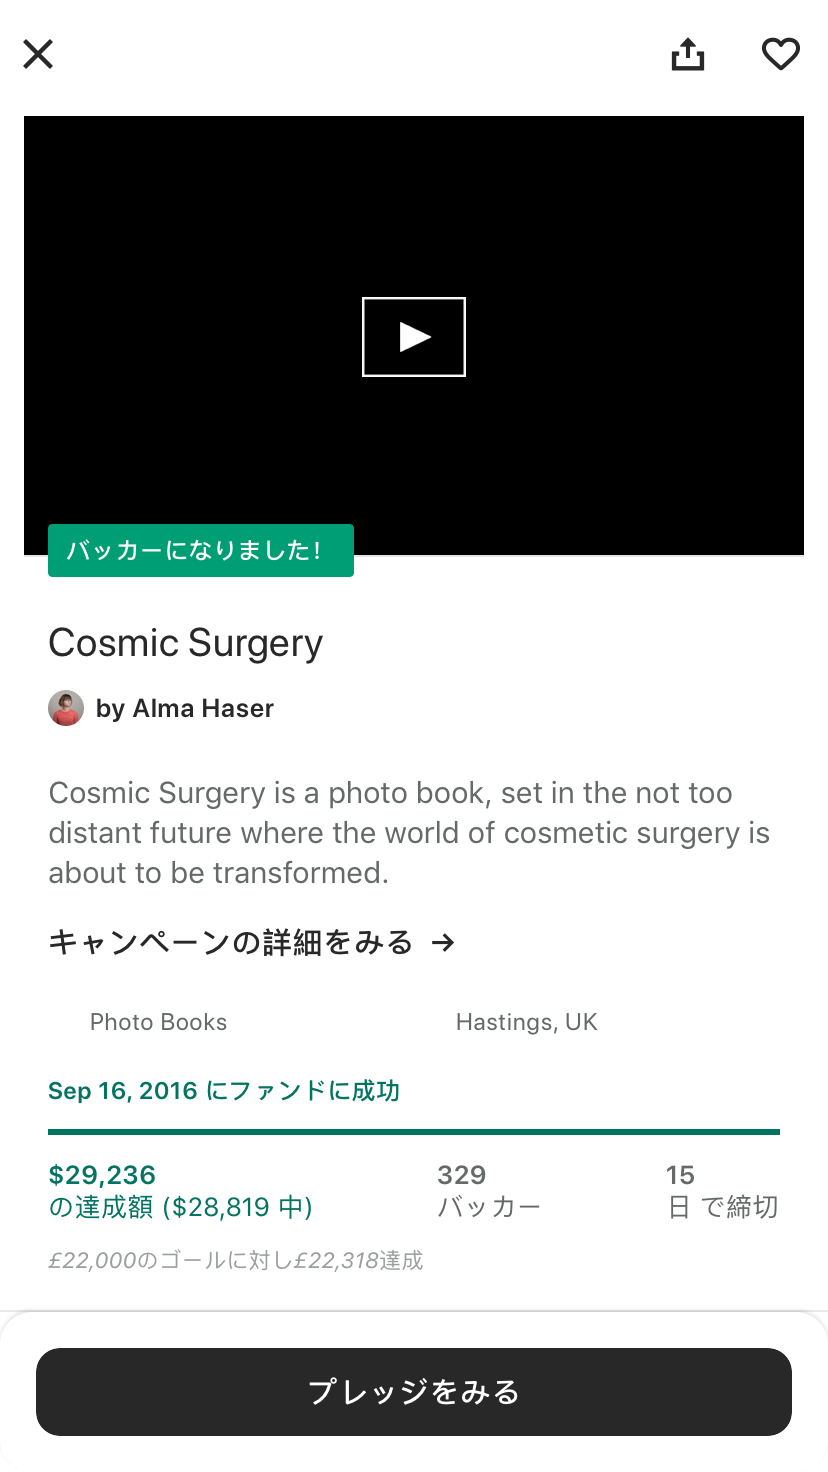 バッカーになりました!
Cosmic Surgery
by Alma Haser
Cosmic Surgery is a photo book, set in the not too
distant future where the world of cosmetic surgery is
about to be transformed.
キャンペーンの詳細をみる →
Photo Books
Hastings, UK
Sep 16, 2016 にファンドに成功
$29,236
の達成額 ($28,819 中)
329
バッカー
15
日 で締切
£22,000のゴールに対し£22,318達成
プレッジをみる